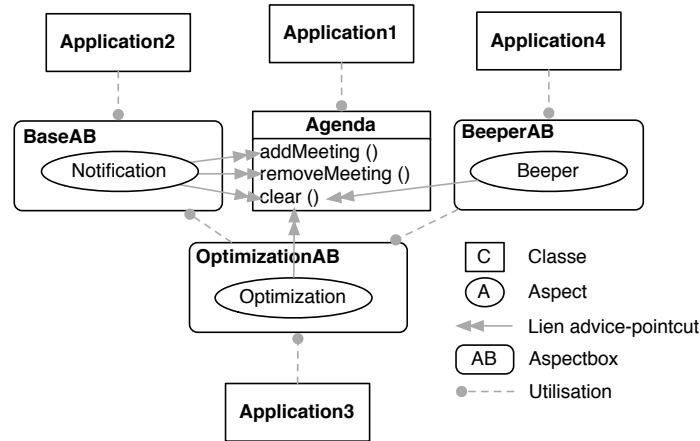 Application2
Application1
Application4
BaseAB
Notification
Agenda
addMeeting ()
removeMeeting ()
clear ()
BeeperAB
Beeper
OptimizationAB
Optimization
Application3
C Classe
A Aspect
Lien advice-pointcut
AB Aspectbox
Utilisation